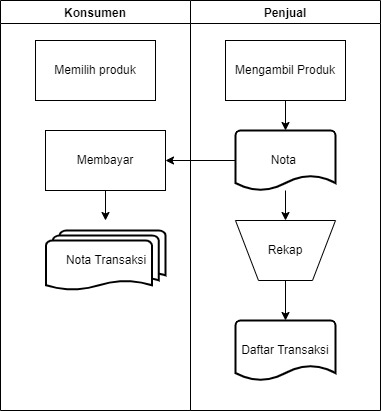 Konsumen
Penjual
Memilih produk
Mengambil Produk
Membayar
Nota
Nota Transaksi
Rekap
Daftar Transaksi